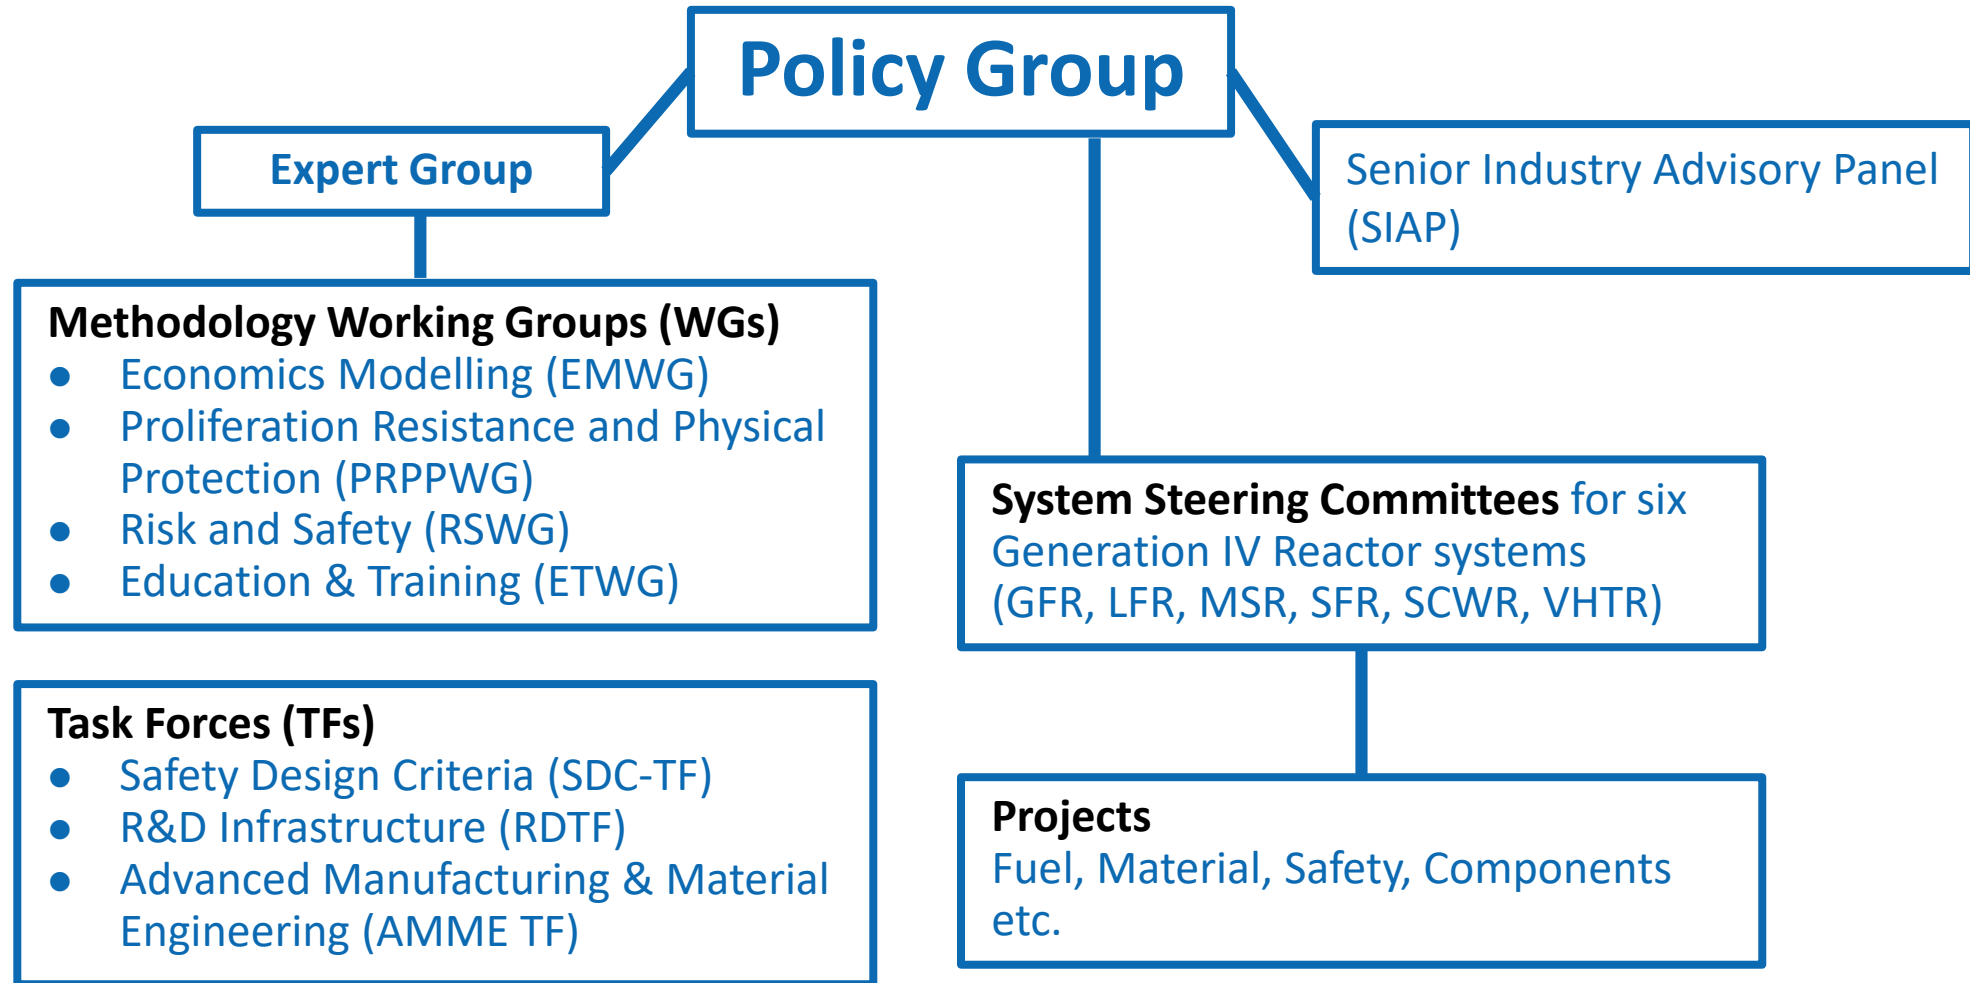 Policy Group
Expert Group
Senior Industry Advisory Panel
(SIAP)
Methodology Working Groups (WGs)
● Economics Modelling (EMWG)
● Proliferation Resistance and Physical
Protection (PRPPWG)
● Risk and Safety (RSWG)
● Education & Training (ETWG)
System Steering Committees for six
Generation IV Reactor systems
(GFR, LFR, MSR, SFR, SCWR, VHTR)
Task Forces (TFs)
● Safety Design Criteria (SDC-TF)
● R&D Infrastructure (RDTF)
● Advanced Manufacturing & Material
Engineering (AMME TF)
Projects
Fuel, Material, Safety, Components
etc.